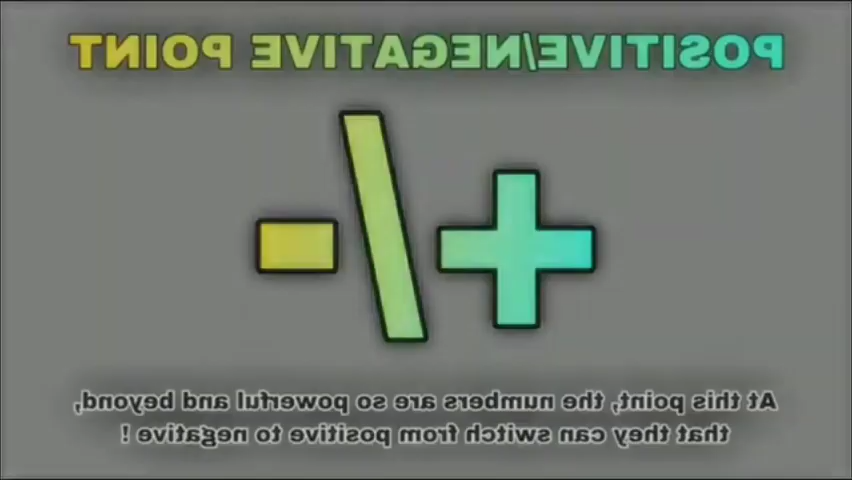 POSITIVE/NEGATIVE POINT
+/-
At this point, the numbers are so powerful and beyond,
that they can switch from positive to negative !